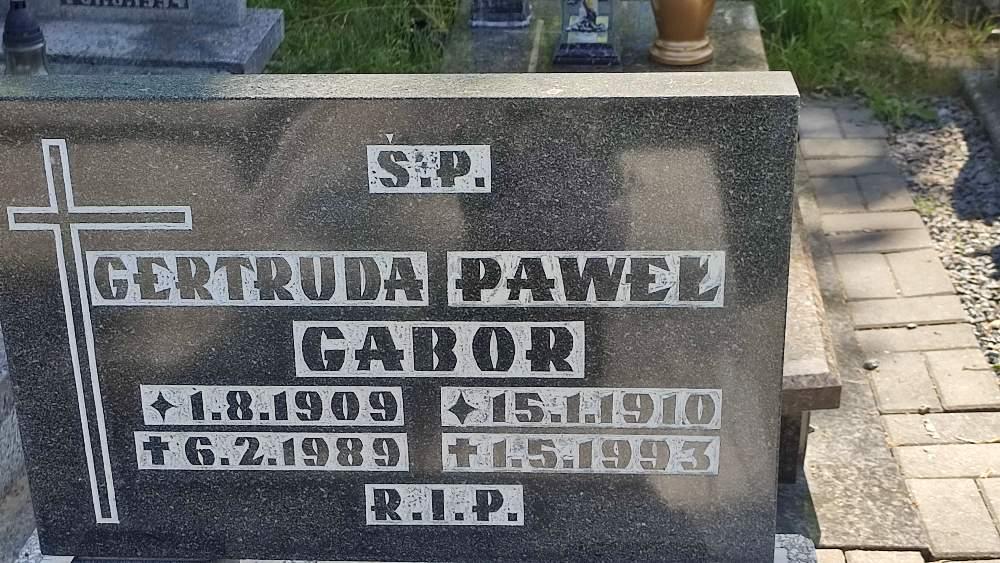 Ś.P.
GERTRUDA PAWEŁ
GABOR
1.8.1909 15.1.1910
6.2.1989 1.5.1993
R.I.P.